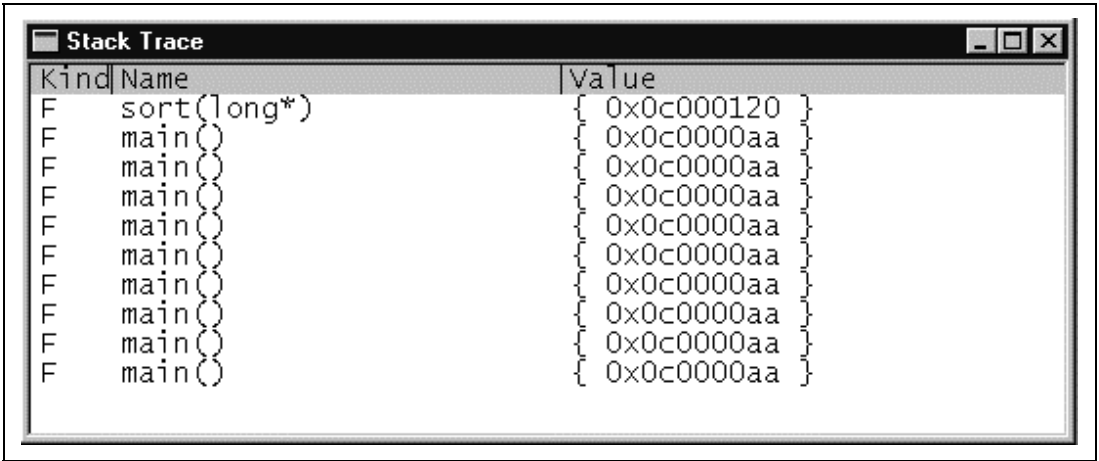 Stack Trace
Kind Name Value
F sort(long*) { 0x0c000120 }
F main() { 0x0c0000aa }
F main() { 0x0c0000aa }
F main() { 0x0c0000aa }
F main() { 0x0c0000aa }
F main() { 0x0c0000aa }
F main() { 0x0c0000aa }
F main() { 0x0c0000aa }
F main() { 0x0c0000aa }
F main() { 0x0c0000aa }